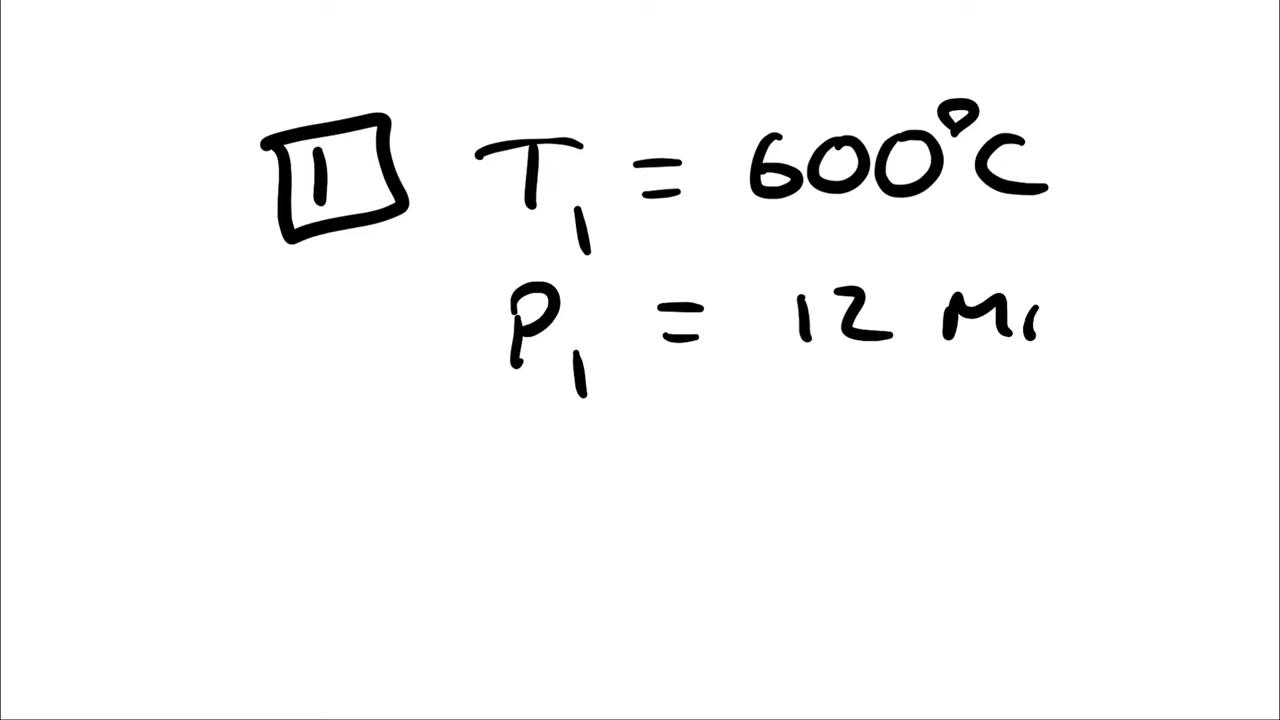 1 T₁ = 600°C
P₁ = 12 M